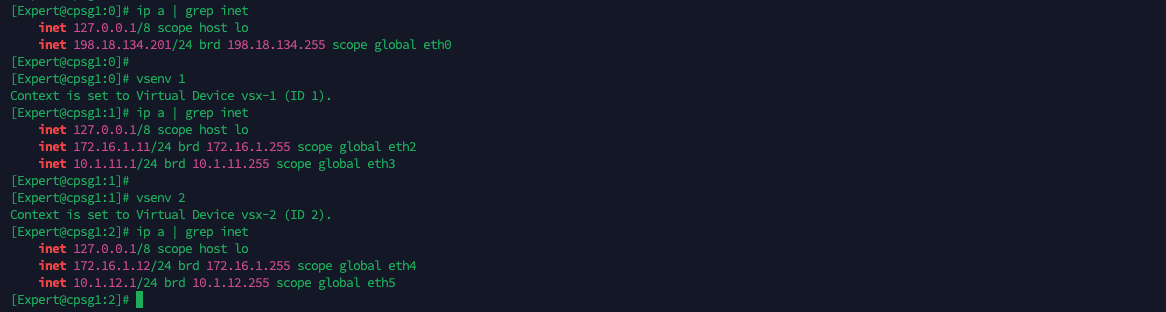 [Expert@cpsg1:0]# ip a | grep inet
    inet 127.0.0.1/8 scope host lo
    inet 198.18.134.201/24 brd 198.18.134.255 scope global eth0
[Expert@cpsg1:0]#
[Expert@cpsg1:0]# vsenv 1
Context is set to Virtual Device vsx-1 (ID 1).
[Expert@cpsg1:1]# ip a | grep inet
    inet 127.0.0.1/8 scope host lo
    inet 172.16.1.11/24 brd 172.16.1.255 scope global eth2
    inet 10.1.11.1/24 brd 10.1.11.255 scope global eth3
[Expert@cpsg1:1]#
[Expert@cpsg1:1]# vsenv 2
Context is set to Virtual Device vsx-2 (ID 2).
[Expert@cpsg1:2]# ip a | grep inet
    inet 127.0.0.1/8 scope host lo
    inet 172.16.1.12/24 brd 172.16.1.255 scope global eth4
    inet 10.1.12.1/24 brd 10.1.12.255 scope global eth5
[Expert@cpsg1:2]#